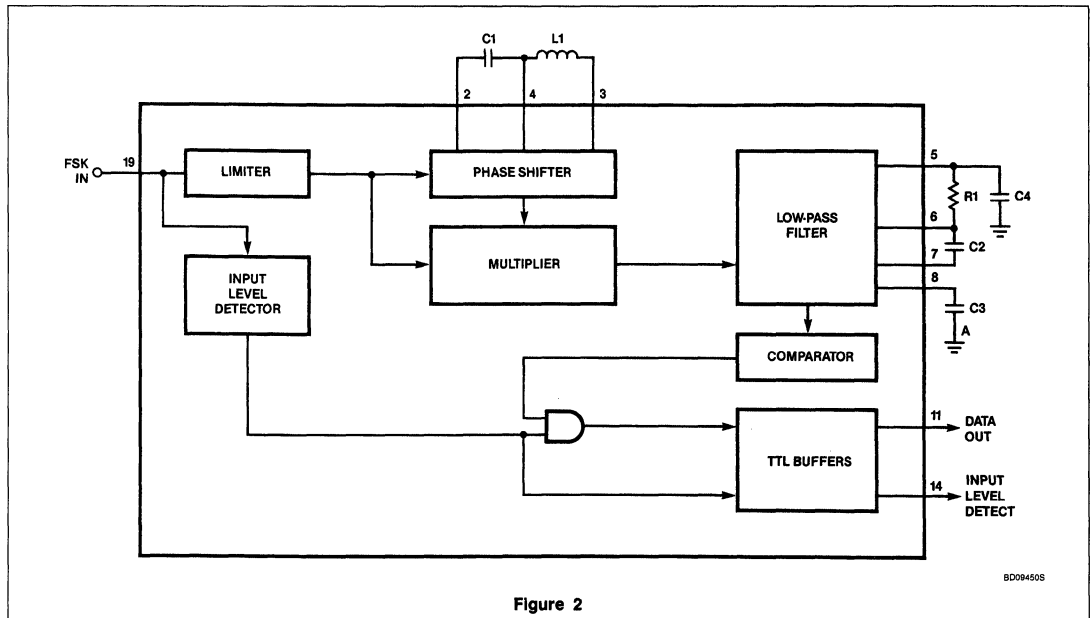 C1
L1
2
4
3
FSK
IN
19
LIMITER
PHASE SHIFTER
MULTIPLIER
INPUT
LEVEL
DETECTOR
LOW-PASS
FILTER
5
R1
C4
6
C2
7
8
C3
A
COMPARATOR
TTL BUFFERS
11
DATA
OUT
14
INPUT
LEVEL
DETECT
BD09450S
Figure 2